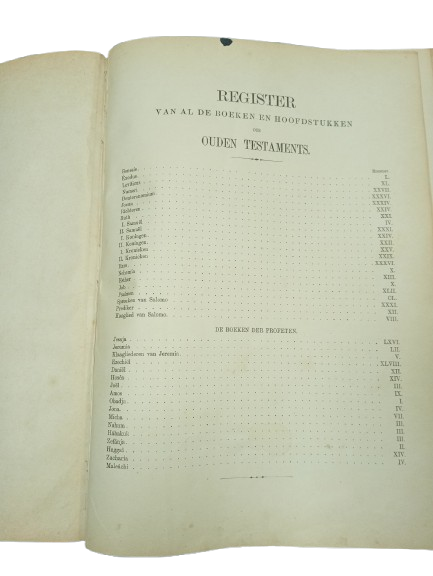 REGISTER
VAN AL DE BOEKEN EN HOOFDSTUKKEN
DES
OUDEN TESTAMENTS.
Genesis L.
Exodus XL.
Leviticus XXVII.
Numeri XXXVI.
Deuteronomium XXXIV
Jozua XXIV.
Richteren XXI.
Ruth IV.
I. Samuël XXXI.
II. Samuël XXIV.
I. Koningen XXII.
II. Koningen XXV.
I. Kronieken XXIX.
II. Kronieken XXXVI.
Ezra X.
Nehemia XIII.
Esther X.
Job XLII.
Psalmen CL.
Spreuken van Salomo XXXI.
Prediker XII.
Hooglied van Salomo. VIII.
DE BOEKEN DER PROFETEN.
Jesaja LXVI.
Jeremia LII.
Klaagliederen van Jeremia. V.
Ezechiël XLVIII.
Daniël XII.
Hoséa XIV.
Joël III.
Amos IX.
Obadja I.
Jona. IV.
Micha VII.
Nahum III.
Habakuk III.
Zefanja III.
Haggaï II.
Zacharia XIV.
Maleachi IV.